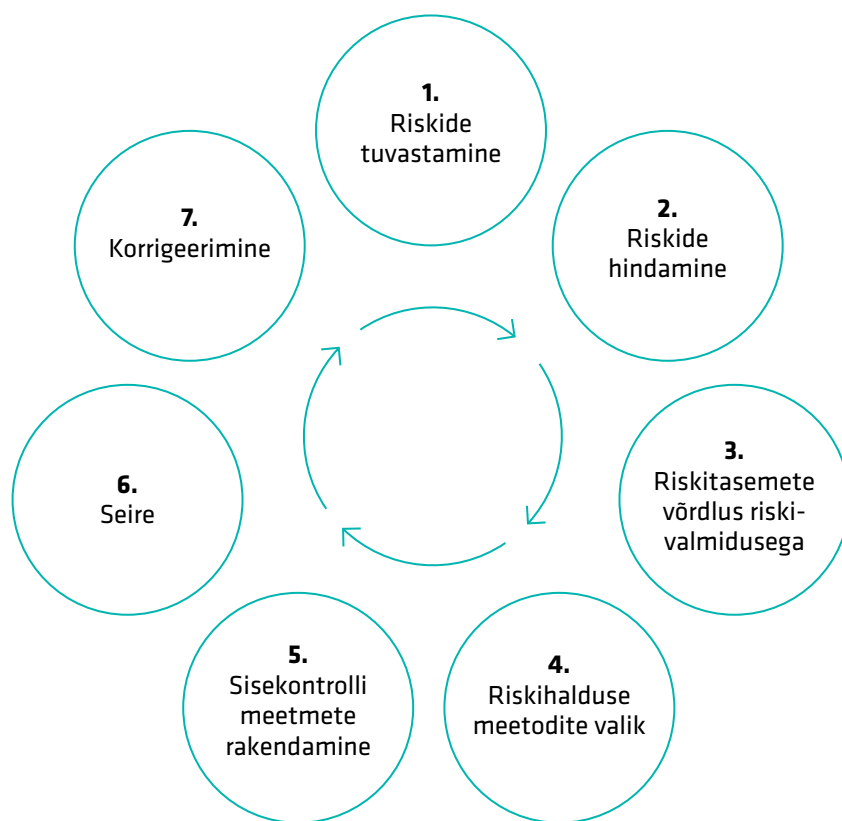 1.
Riskide
tuvastamine
2.
Riskide
hindamine
3.
Riskitasemete
võrdlus riski-
valmidusega
4.
Riskihalduse
meetodite valik
5.
Sisekontrolli
meetmete
rakendamine
6.
Seire
7.
Korrigeerimine